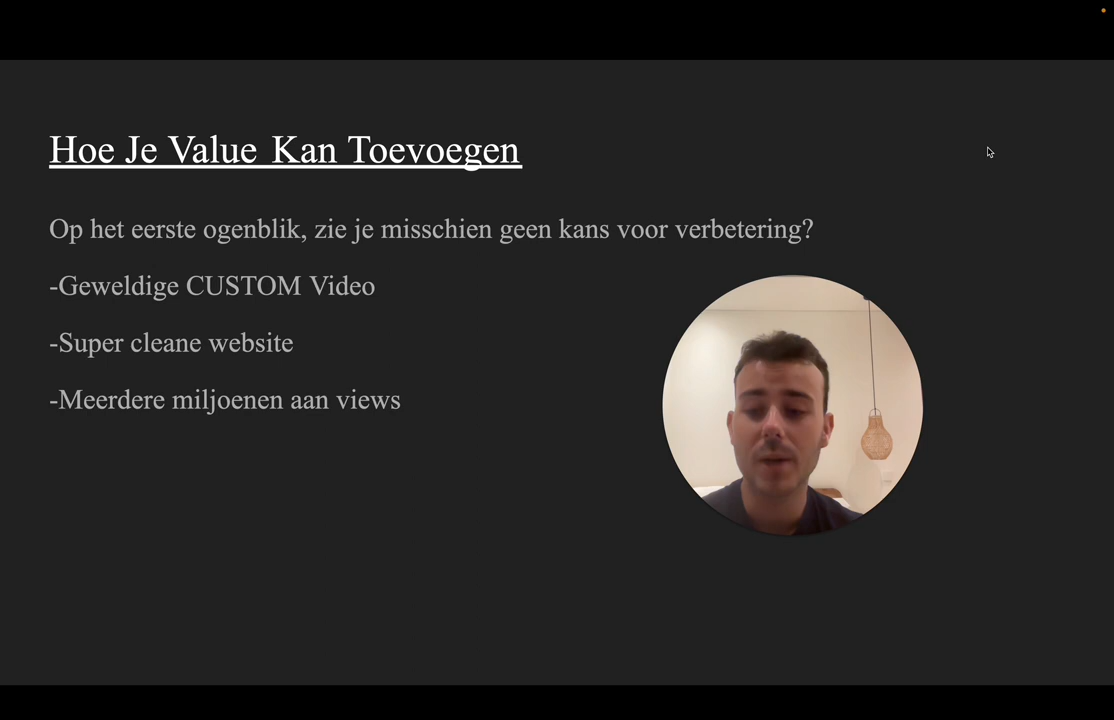 Hoe Je Value Kan Toevoegen
Op het eerste ogenblik, zie je misschien geen kans voor verbetering?
-Geweldige CUSTOM Video
-Super cleane website
-Meerdere miljoenen aan views